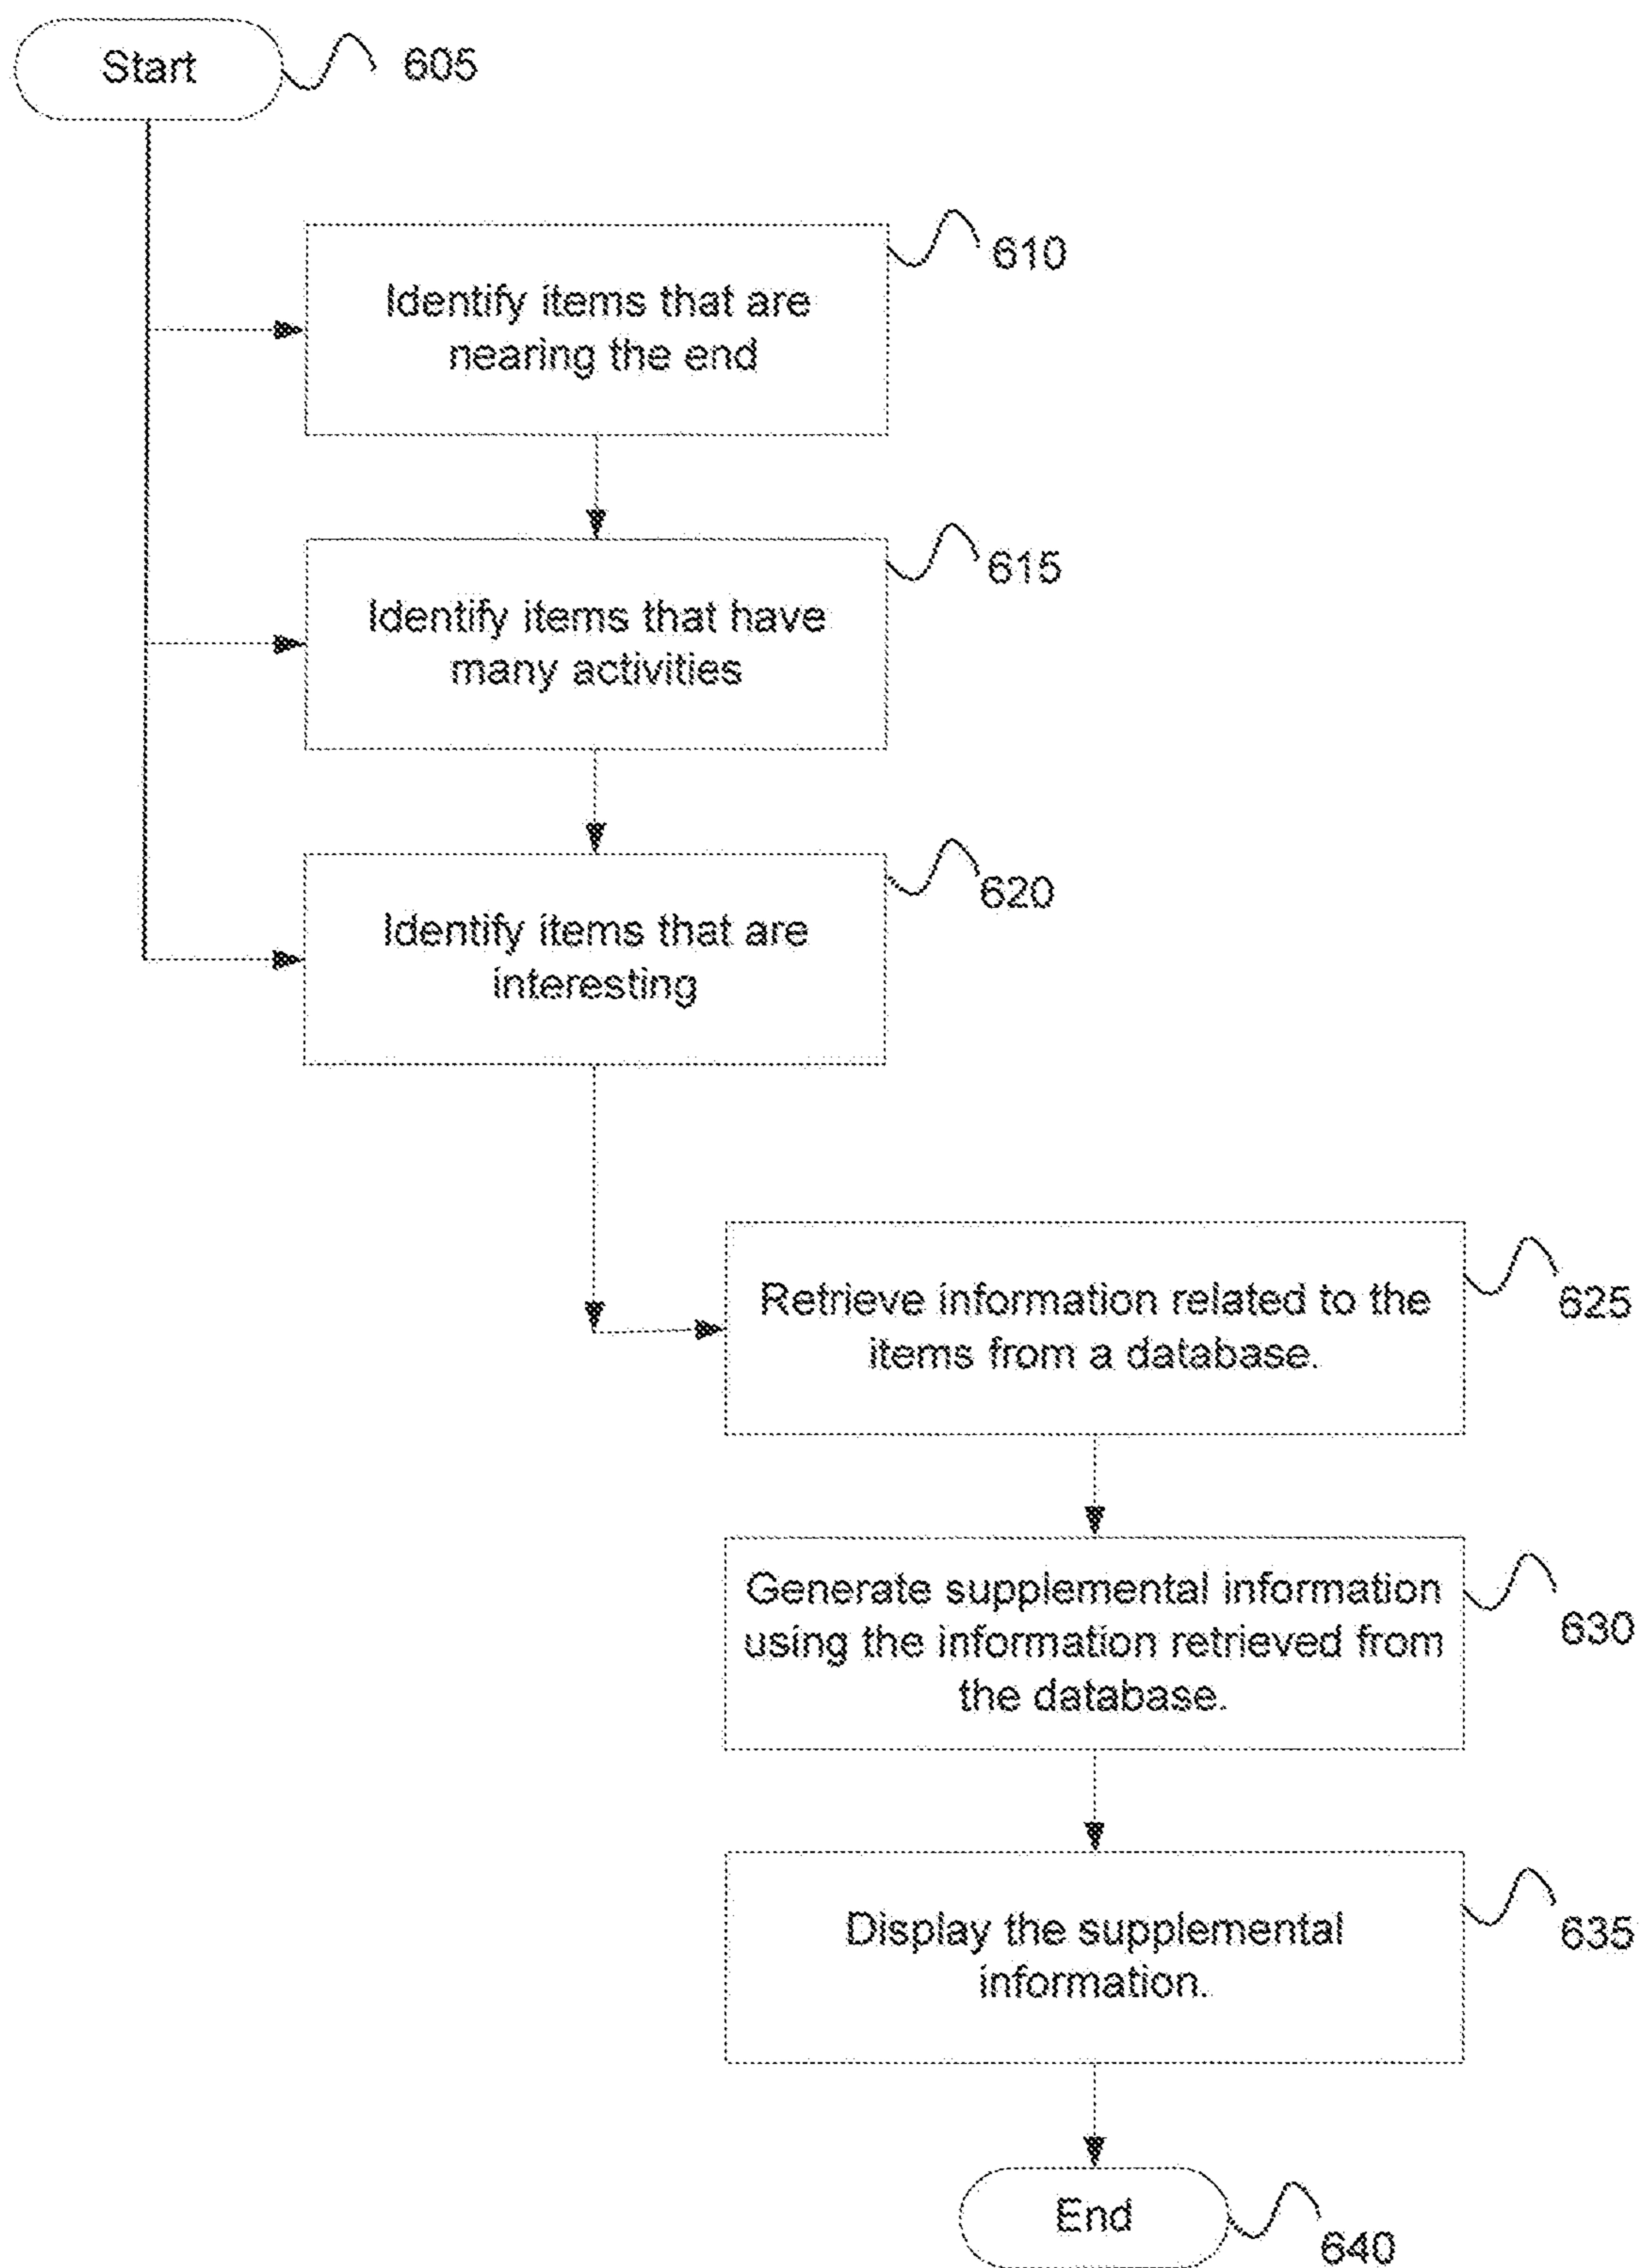 Start
605
610
Identify items that are
nearing the end
615
Identify items that have
many activities
620
Identify items that are
interesting
625
Retrieve information related to the
items from a database.
630
Generate supplemental information
using the information retrieved from
the database.
635
Display the supplemental
information.
End
640